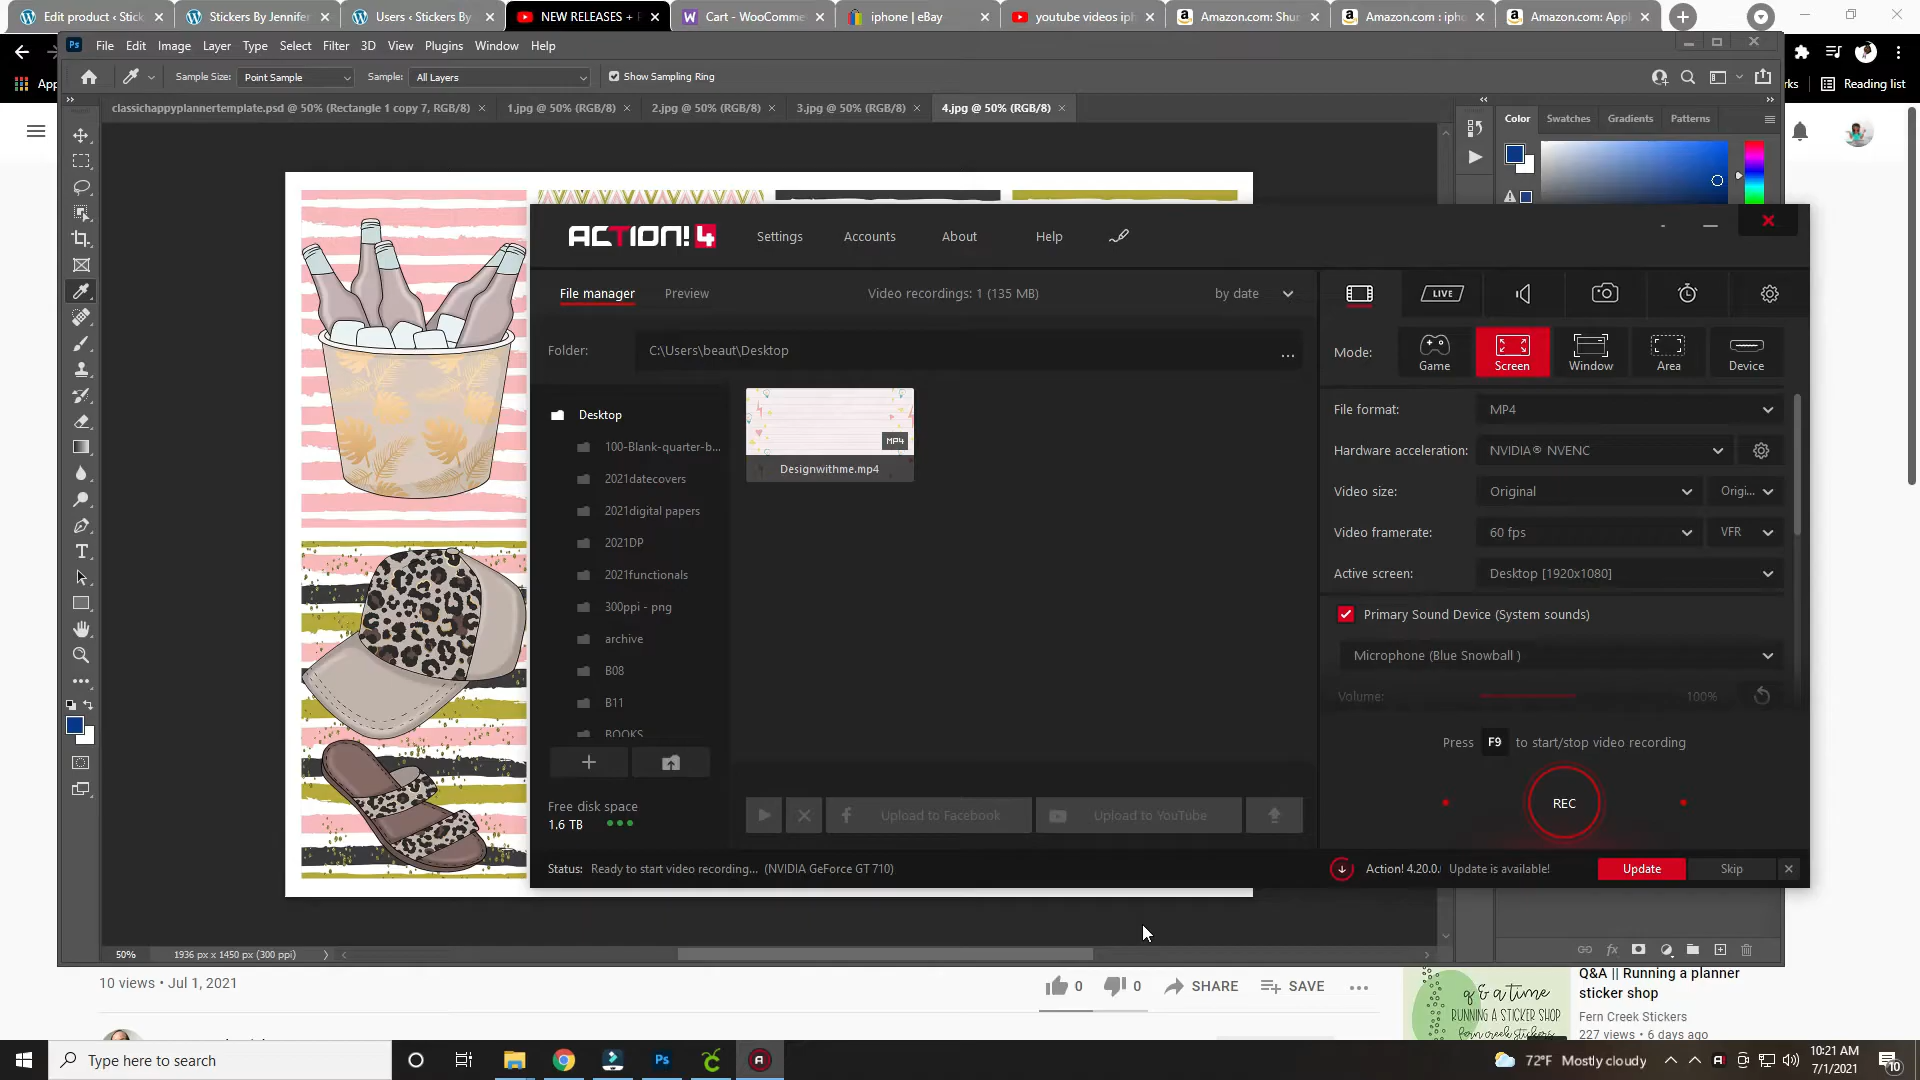 Edit product ‹ Stick
Stickers By Jennifer
Users ‹ Stickers By
NEW RELEASES +
Cart - WooComme
iphone | eBay
youtube videos iph
Amazon.com: Shur
Amazon.com : ipho
Amazon.com: Appl
Ps
File Edit Image Layer Type Select Filter 3D View Plugins Window Help
Sample Size: Point Sample
Sample: All Layers
Show Sampling Ring
Reading list
classichappyplannertemplate.psd @ 50% (Rectangle 1 copy 7, RGB/8)
1.jpg @ 50% (RGB/8)
2.jpg @ 50% (RGB/8)
3.jpg @ 50% (RGB/8)
4.jpg @ 50% (RGB/8)
Color Swatches Gradients Patterns
ACTION! 4
Settings Accounts About Help
File manager Preview
Video recordings: 1 (135 MB)
by date
LIVE
Folder: C:\Users\beaut\Desktop ...
Mode: Game Screen Window Area Device
Desktop
100-Blank-quarter-b...
2021datecovers
2021digital papers
2021DP
2021functionals
300ppi - png
archive
B08
B11
BOOKS
MP4
Designwithme.mp4
File format: MP4
Hardware acceleration: NVIDIA® NVENC
Video size: Original Origi...
Video framerate: 60 fps VFR
Active screen: Desktop [1920x1080]
Primary Sound Device (System sounds)
Microphone (Blue Snowball )
Volume: 100%
Press F9 to start/stop video recording
REC
Free disk space
1.6 TB
Upload to Facebook
Upload to YouTube
Status: Ready to start video recording... (NVIDIA GeForce GT 710)
Action! 4.20.0. Update is available!
Update
Skip
50% 1936 px x 1450 px (300 ppi)
fx
10 views • Jul 1, 2021
0 0 SHARE SAVE
q & a time
RUNNING A STICKER SHOP
fern creek stickers
Q&A || Running a planner
sticker shop
Fern Creek Stickers
227 views • 6 days ago
Type here to search
Ps
72°F Mostly cloudy
10:21 AM
7/1/2021
10